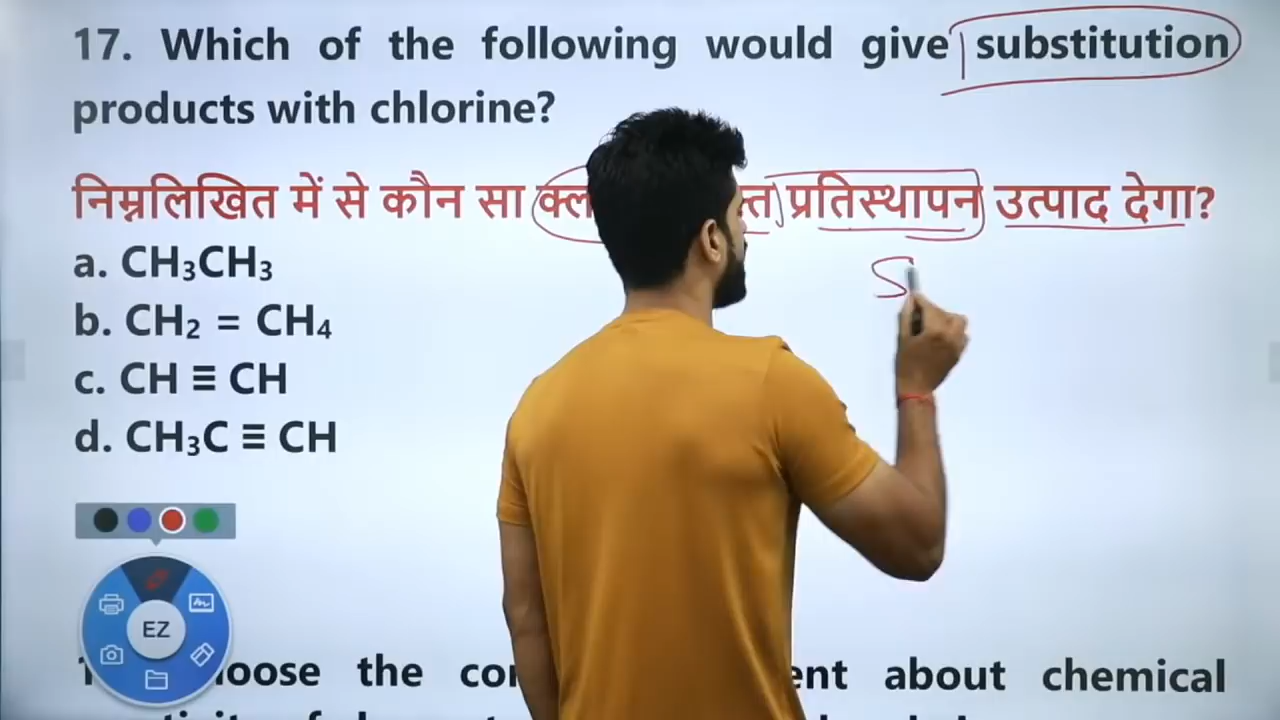 17. Which of the following would give substitution
products with chlorine?
निम्नलिखित में से कौन सा प्रतिस्थापन उत्पाद देगा?
a. CH₃CH₃
b. CH₂ = CH₄
c. CH ≡ CH
d. CH₃C ≡ CH
S
EZ
the about chemical